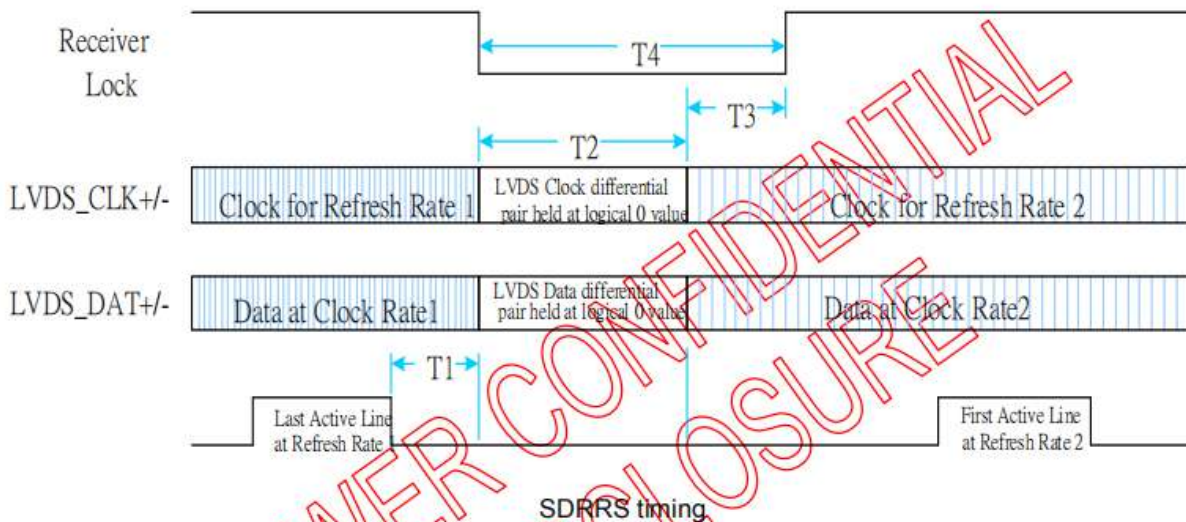 Receiver
Lock
T4
T3
T2
LVDS_CLK+/-
Clock for Refresh Rate 1
LVDS Clock differential
pair held at logical 0 value
Clock for Refresh Rate 2
LVDS_DAT+/-
Data at Clock Rate1
LVDS Data differential
pair held at logical 0 value
Data at Clock Rate2
T1
Last Active Line
at Refresh Rate
First Active Line
at Refresh Rate 2
SDRRS timing
CONFIDENTIAL